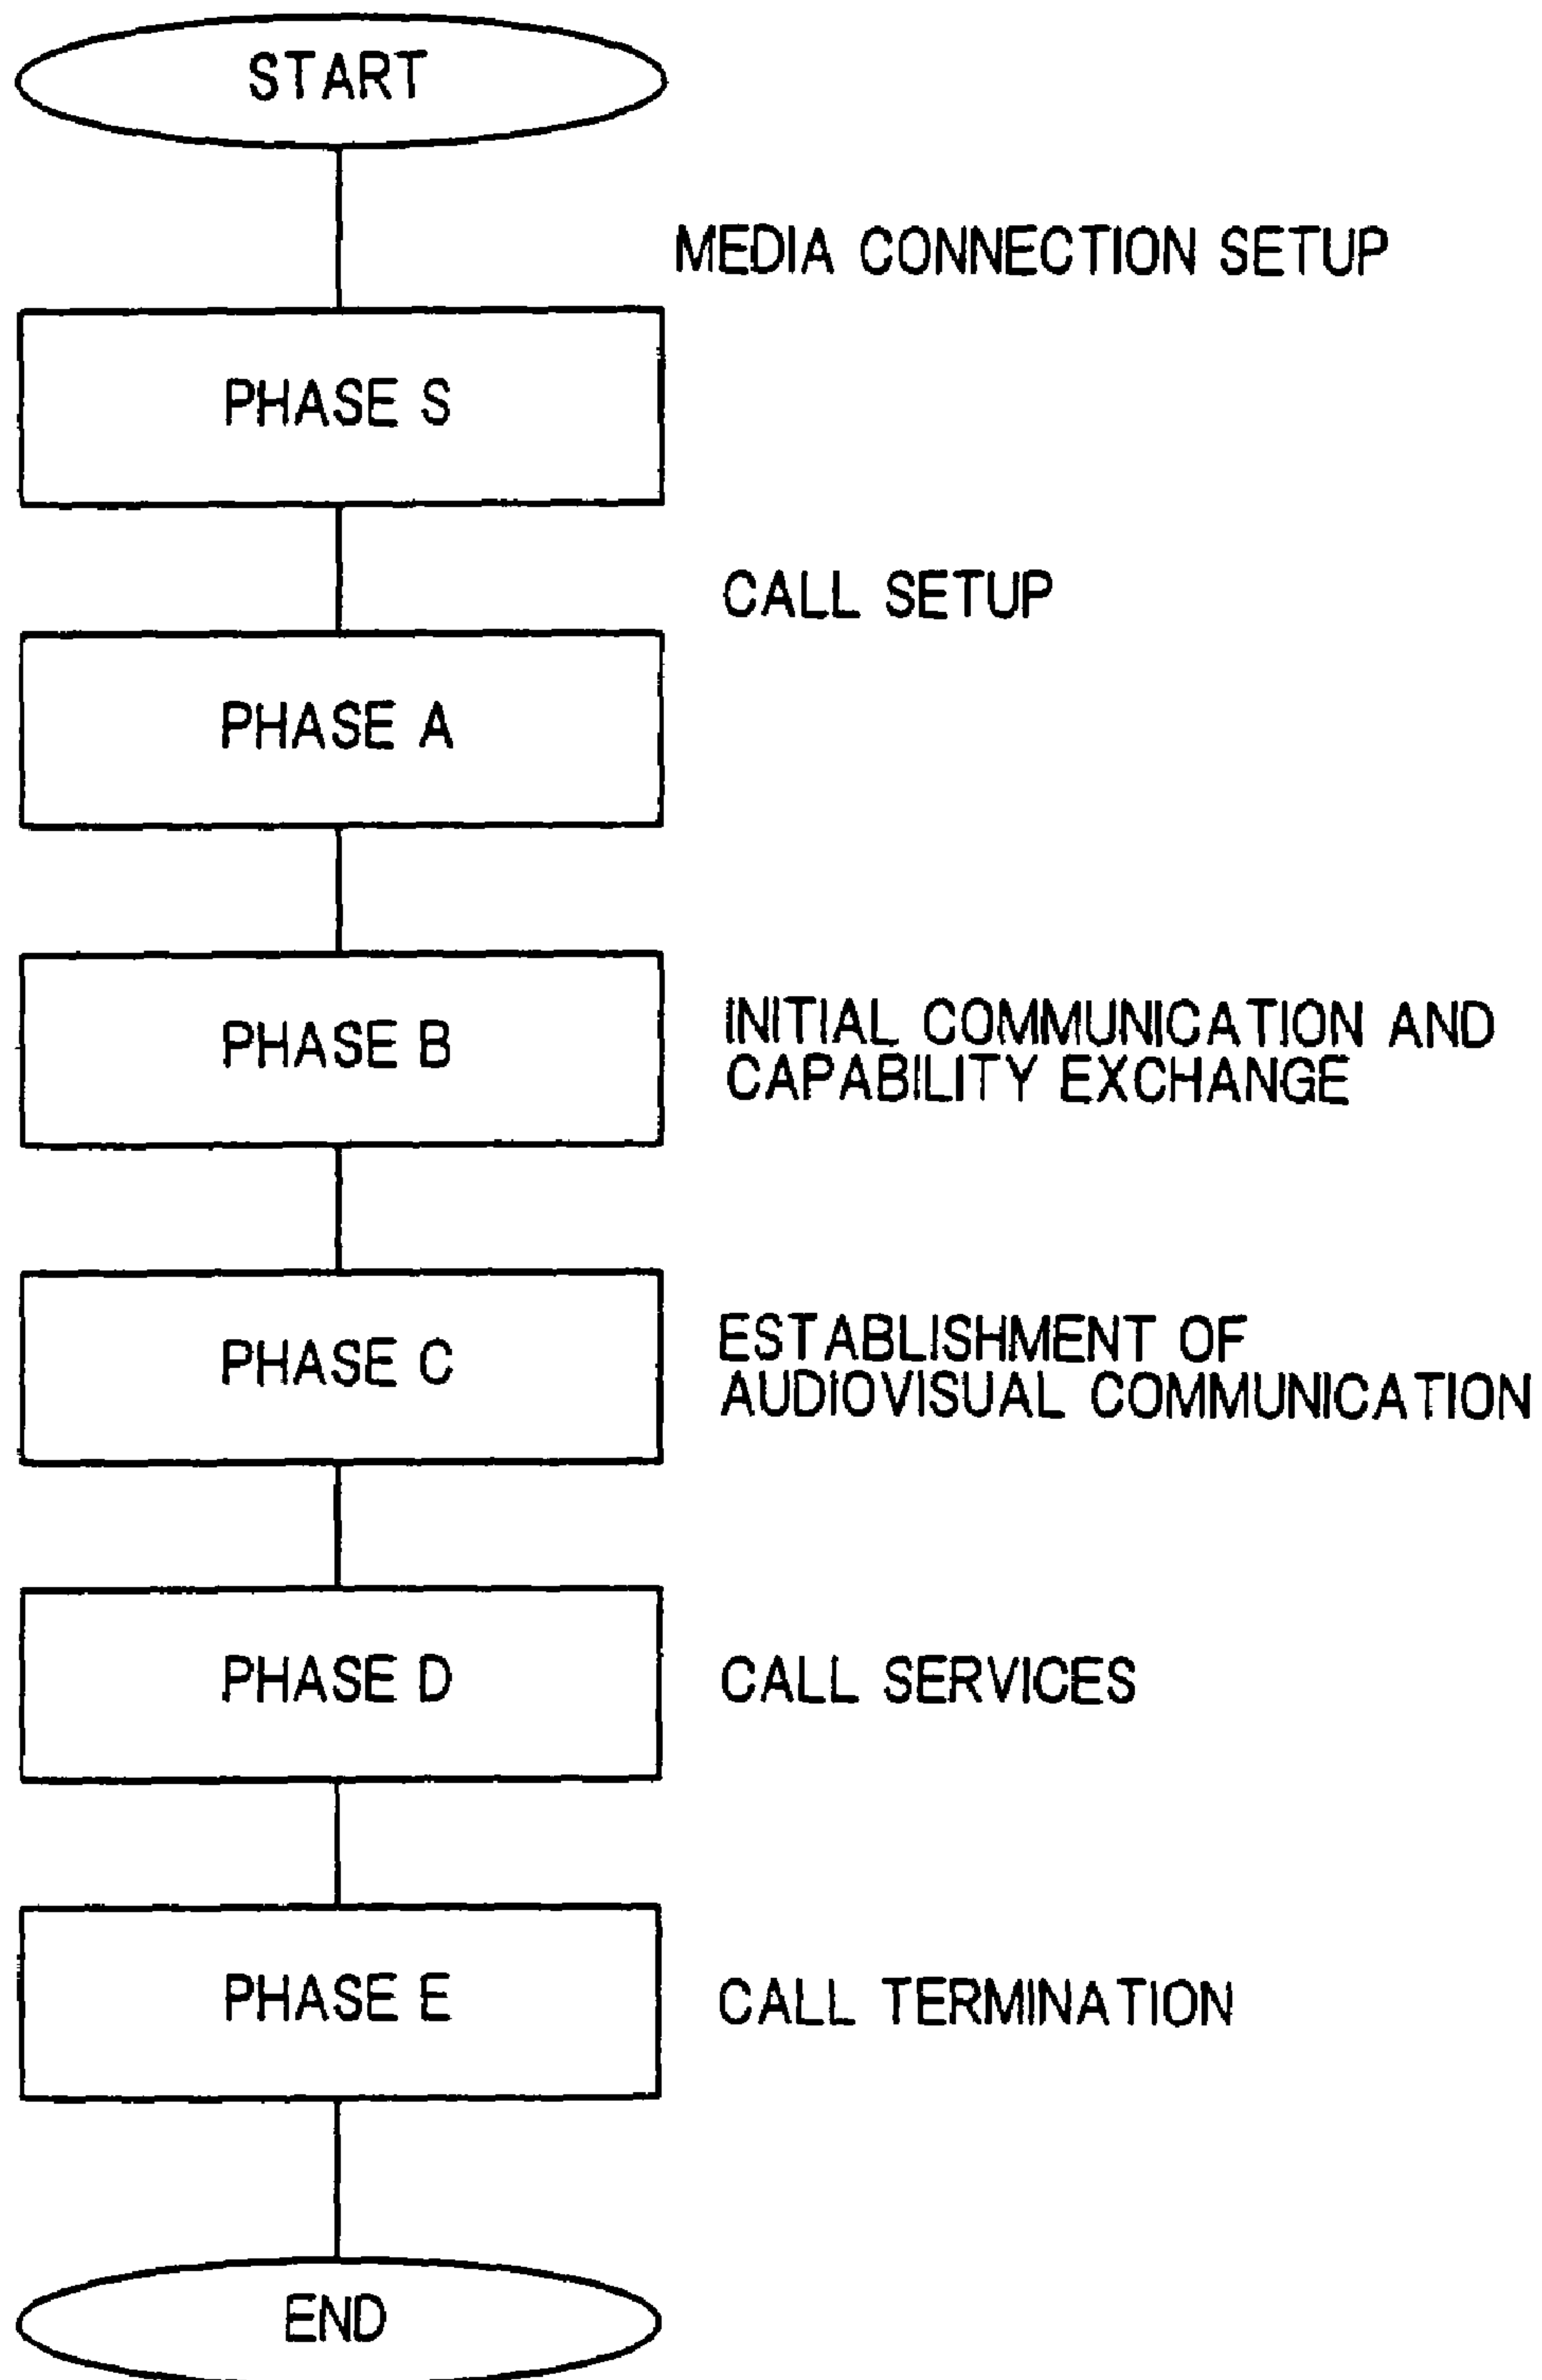 START
MEDIA CONNECTION SETUP
PHASE S
CALL SETUP
PHASE A
PHASE B
INITIAL COMMUNICATION AND
CAPABILITY EXCHANGE
PHASE C
ESTABLISHMENT OF
AUDIOVISUAL COMMUNICATION
PHASE D
CALL SERVICES
PHASE E
CALL TERMINATION
END